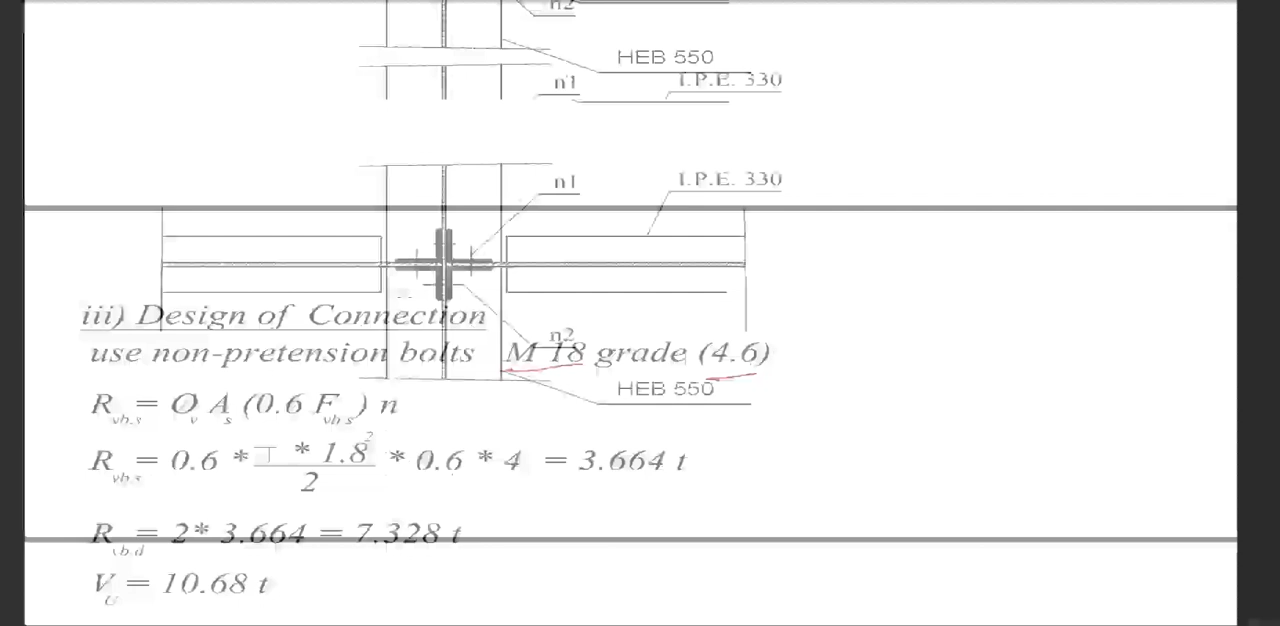 n2
HEB 550
n1 I.P.E. 330
n1 I.P.E. 330
iii) Design of Connection
n2
use non-pretension bolts M 18 grade (4.6)
HEB 550
R = O A (0.6 F ) n
R = 0.6 * * 1.8² / 2 * 0.6 * 4 = 3.664 t
R = 2* 3.664 = 7.328 t
V = 10.68 t